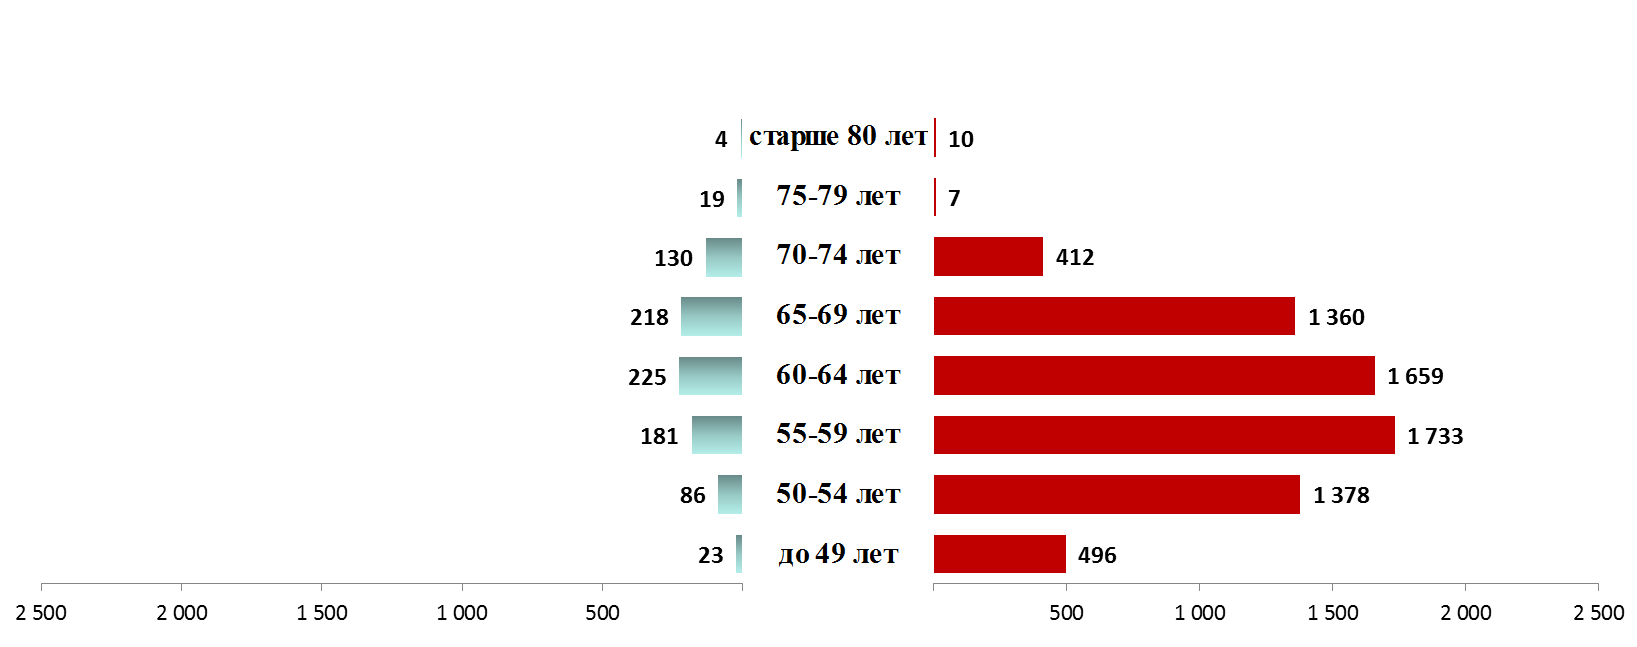 4 старше 80 лет 10
19 75-79 лет 7
130 70-74 лет 412
218 65-69 лет 1 360
225 60-64 лет 1 659
181 55-59 лет 1 733
86 50-54 лет 1 378
23 до 49 лет 496
2 500 2 000 1 500 1 000 500 500 1 000 1 500 2 000 2 500